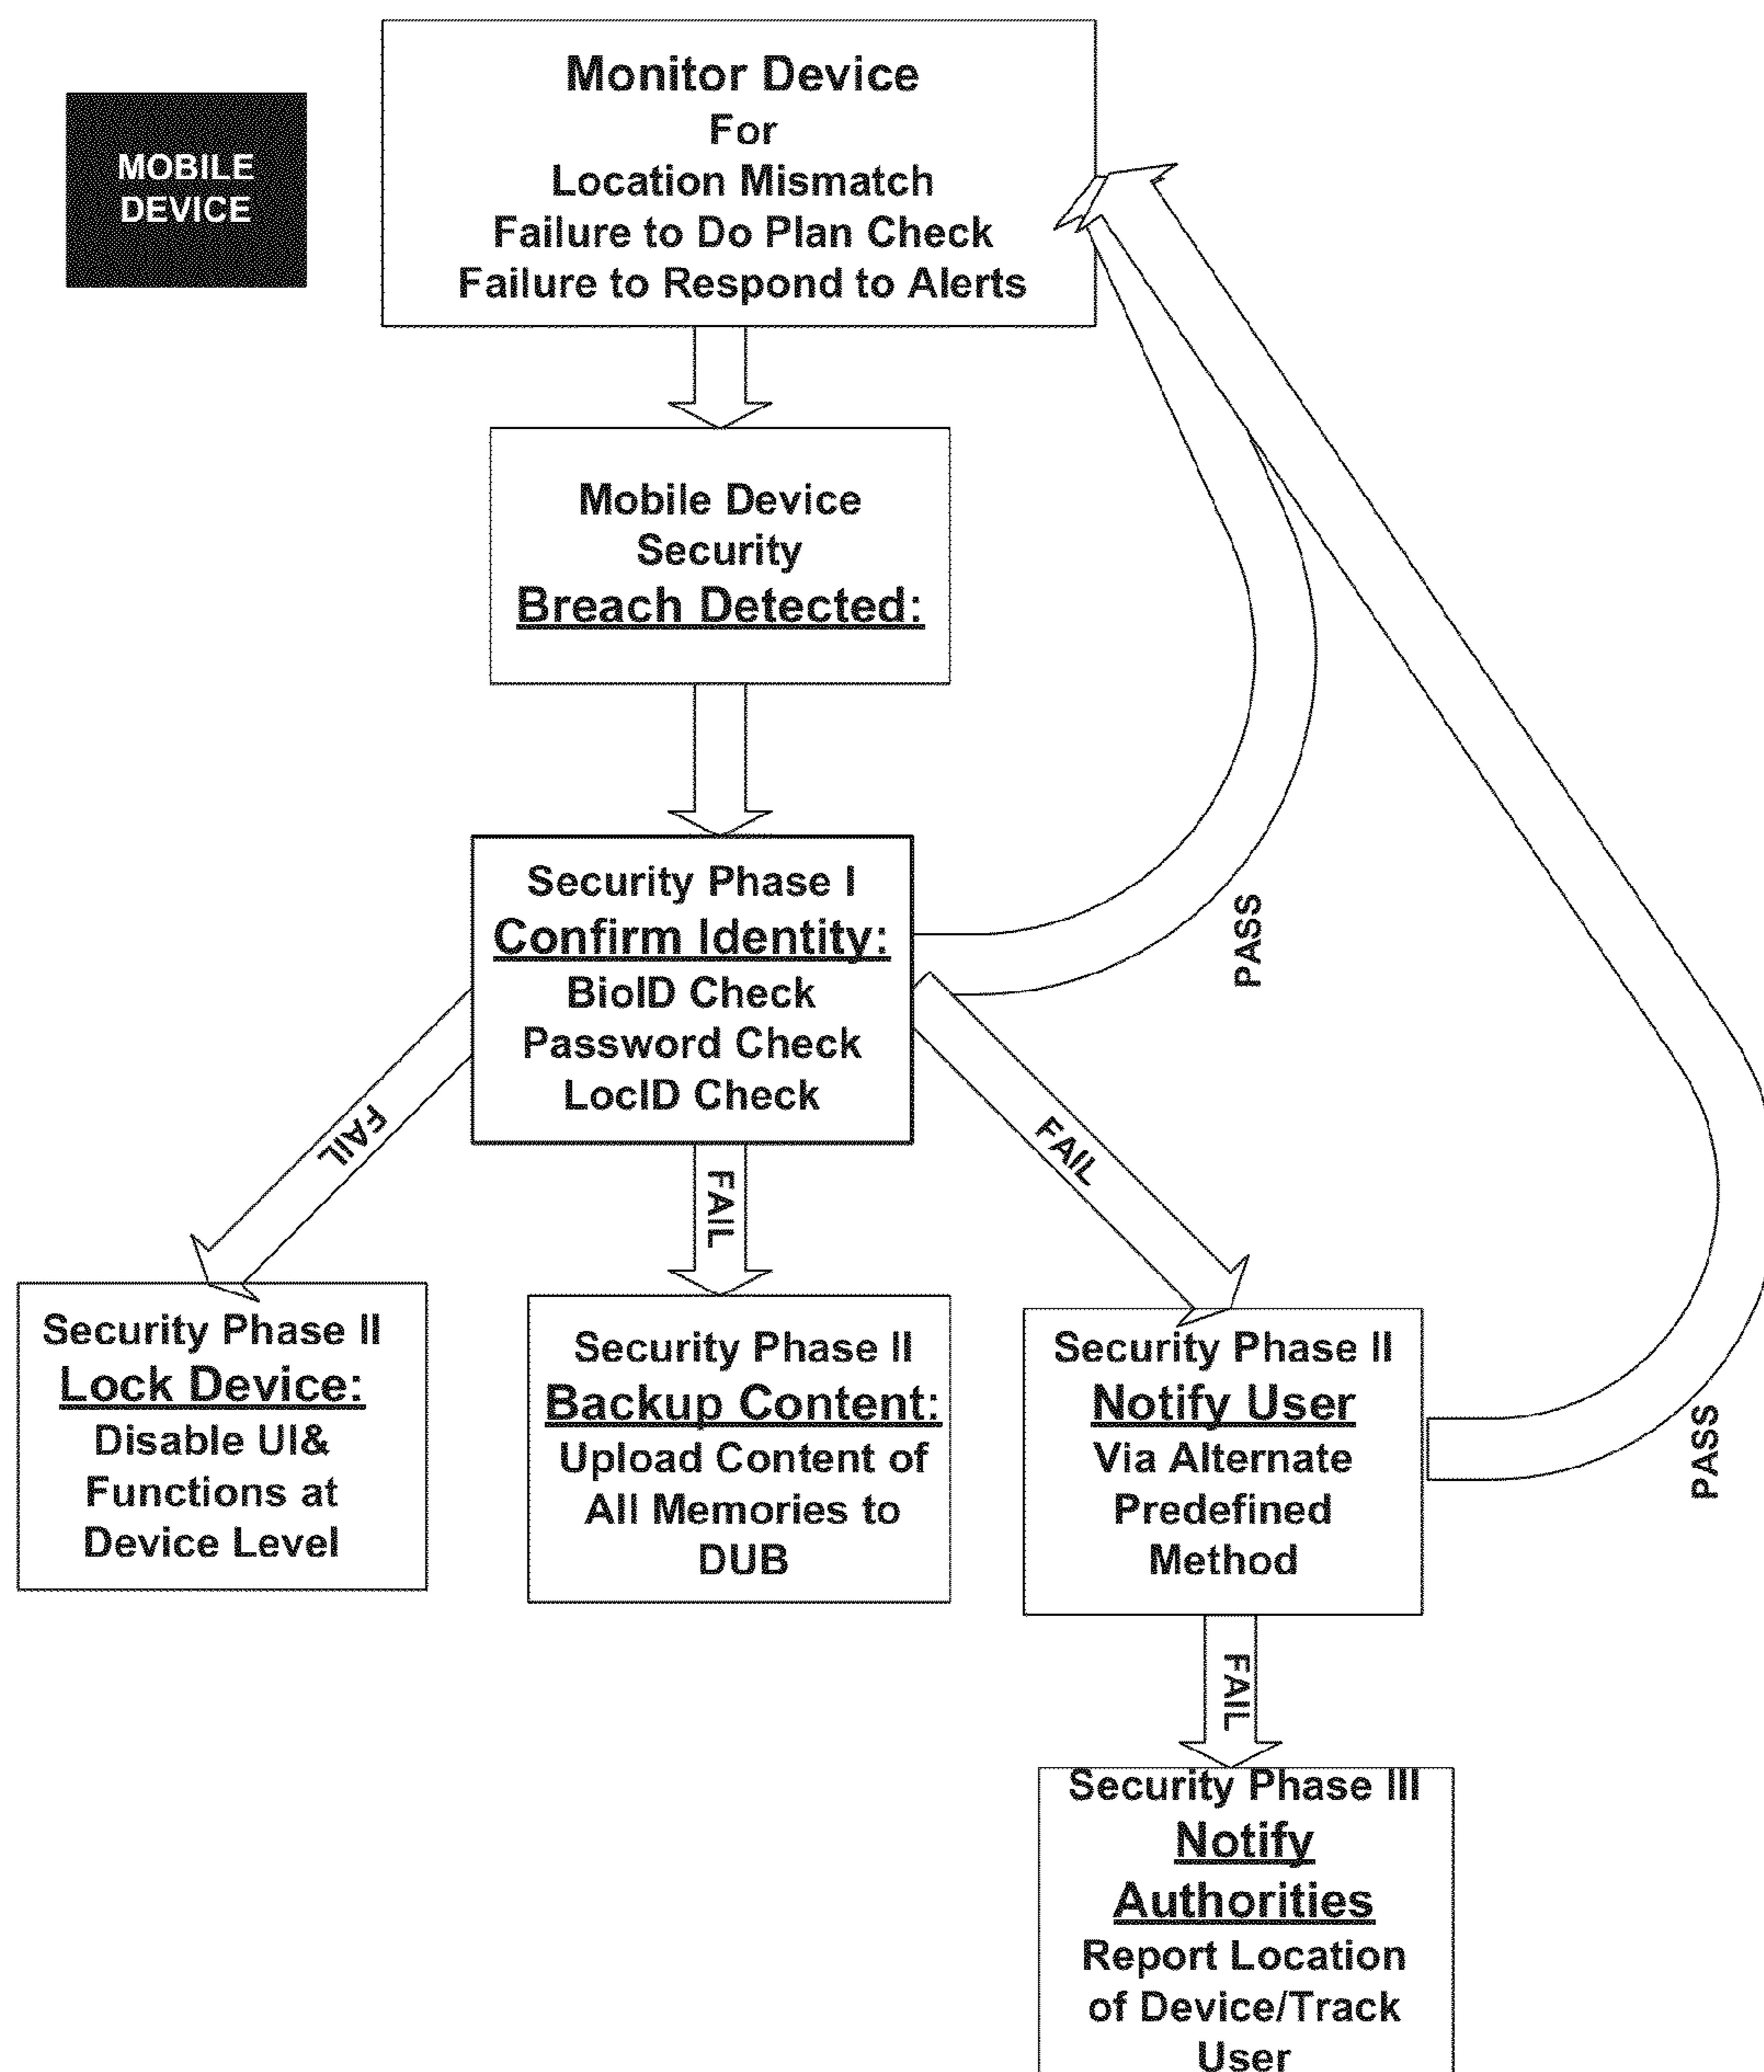 Monitor Device
For
Location Mismatch
Failure to Do Plan Check
Failure to Respond to Alerts
MOBILE
DEVICE
Mobile Device
Security
Breach Detected:
Security Phase I
Confirm Identity:
BioID Check
Password Check
LocID Check
PASS
FAIL
FAIL
FAIL
Security Phase II
Lock Device:
Disable UI&
Functions at
Device Level
Security Phase II
Backup Content:
Upload Content of
All Memories to
DUB
Security Phase II
Notify User
Via Alternate
Predefined
Method
PASS
FAIL
Security Phase III
Notify
Authorities
Report Location
of Device/Track
User